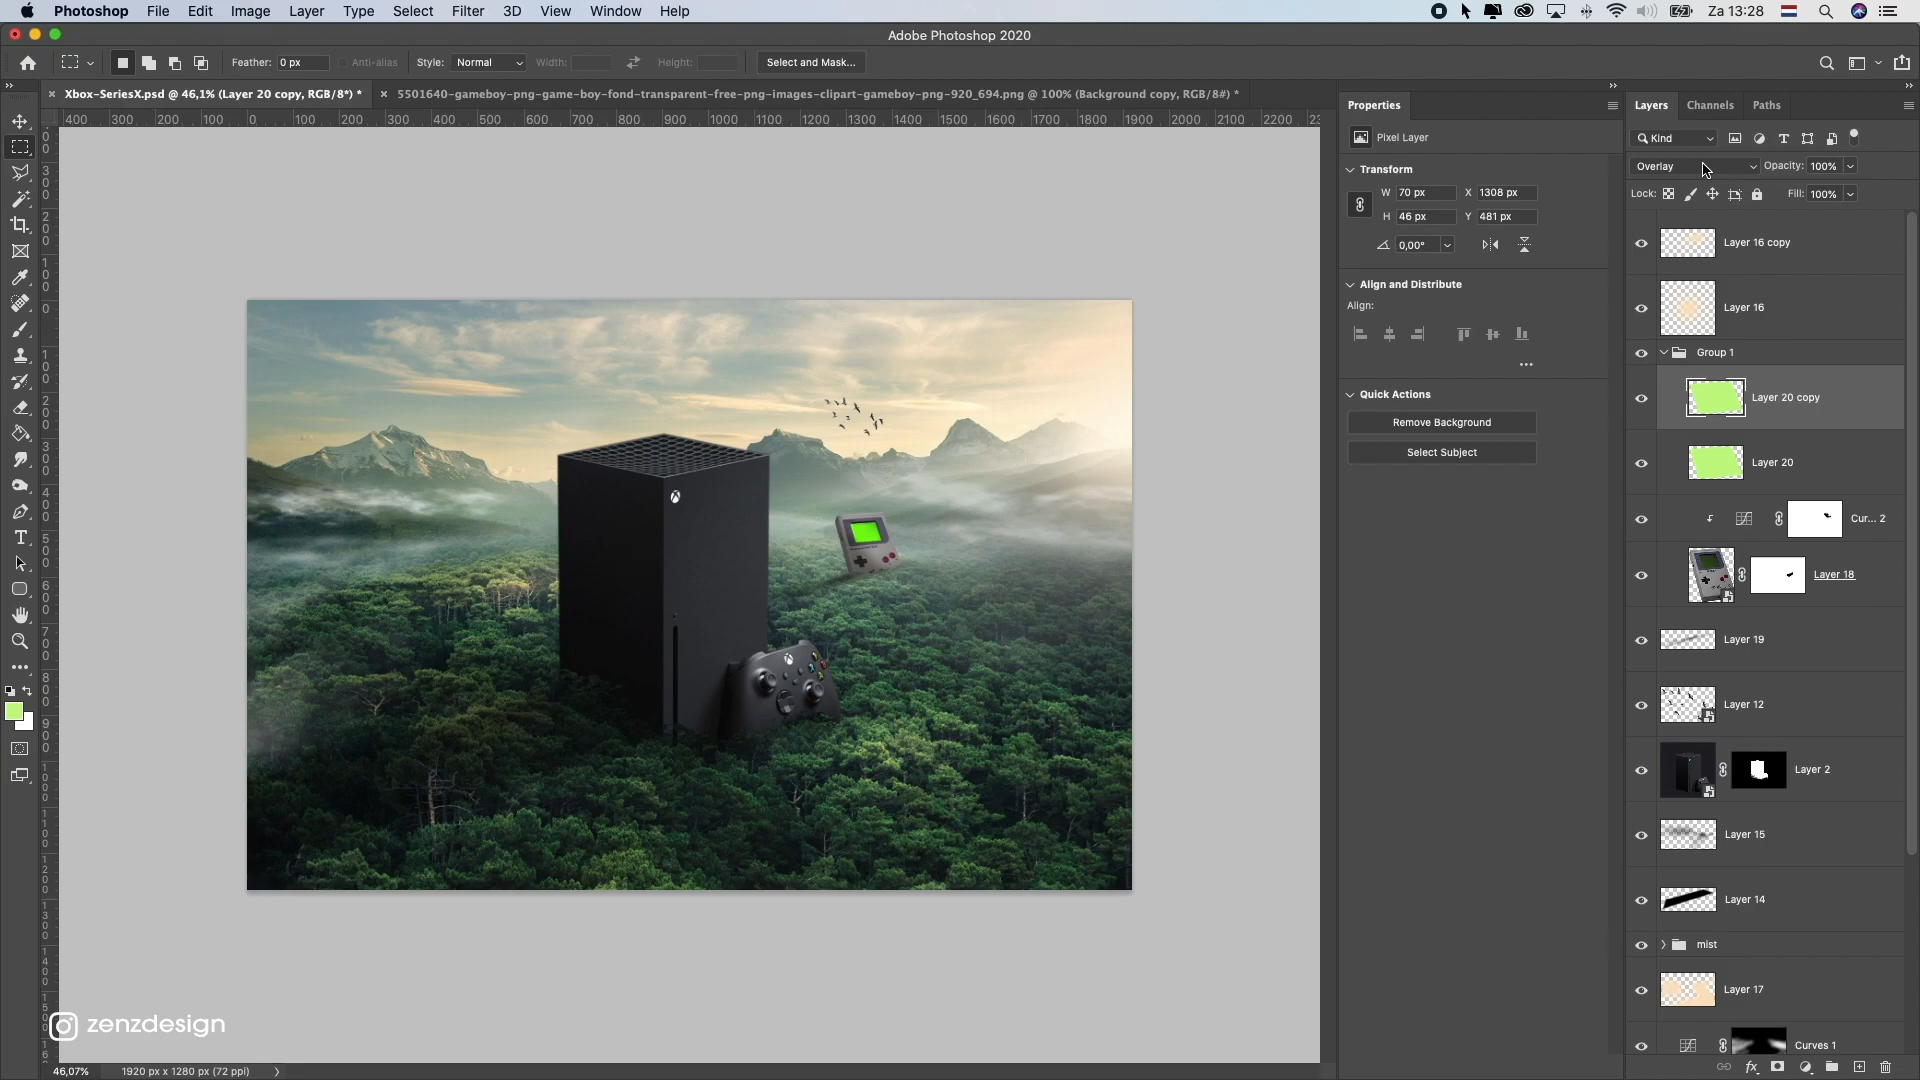 Photoshop File Edit Image Layer Type Select Filter 3D View Window Help Za 13:28
Adobe Photoshop 2020
Feather: 0 px Anti-alias Style: Normal Width: Height: Select and Mask...
Xbox-SeriesX.psd @ 46,1% (Layer 20 copy, RGB/8*) * 5501640-gameboy-png-game-boy-fond-transparent-free-png-images-clipart-gameboy-png-920_694.png @ 100% (Background copy, RGB/8#) *
400 300 200 100 0 100 200 300 400 500 600 700 800 900 1000 1100 1200 1300 1400 1500 1600 1700 1800 1900 2000 2100 2200
Properties
Pixel Layer
Transform
W 70 px X 1308 px
H 46 px Y 481 px
0,00°
Align and Distribute
Align:
Quick Actions
Remove Background
Select Subject
Layers Channels Paths
Kind
Overlay Opacity: 100%
Lock: Fill: 100%
Layer 16 copy
Layer 16
Group 1
Layer 20 copy
Layer 20
Cur... 2
Layer 18
Layer 19
Layer 12
Layer 2
Layer 15
Layer 14
mist
Layer 17
Curves 1
zenzdesign
46,07% 1920 px x 1280 px (72 ppi)